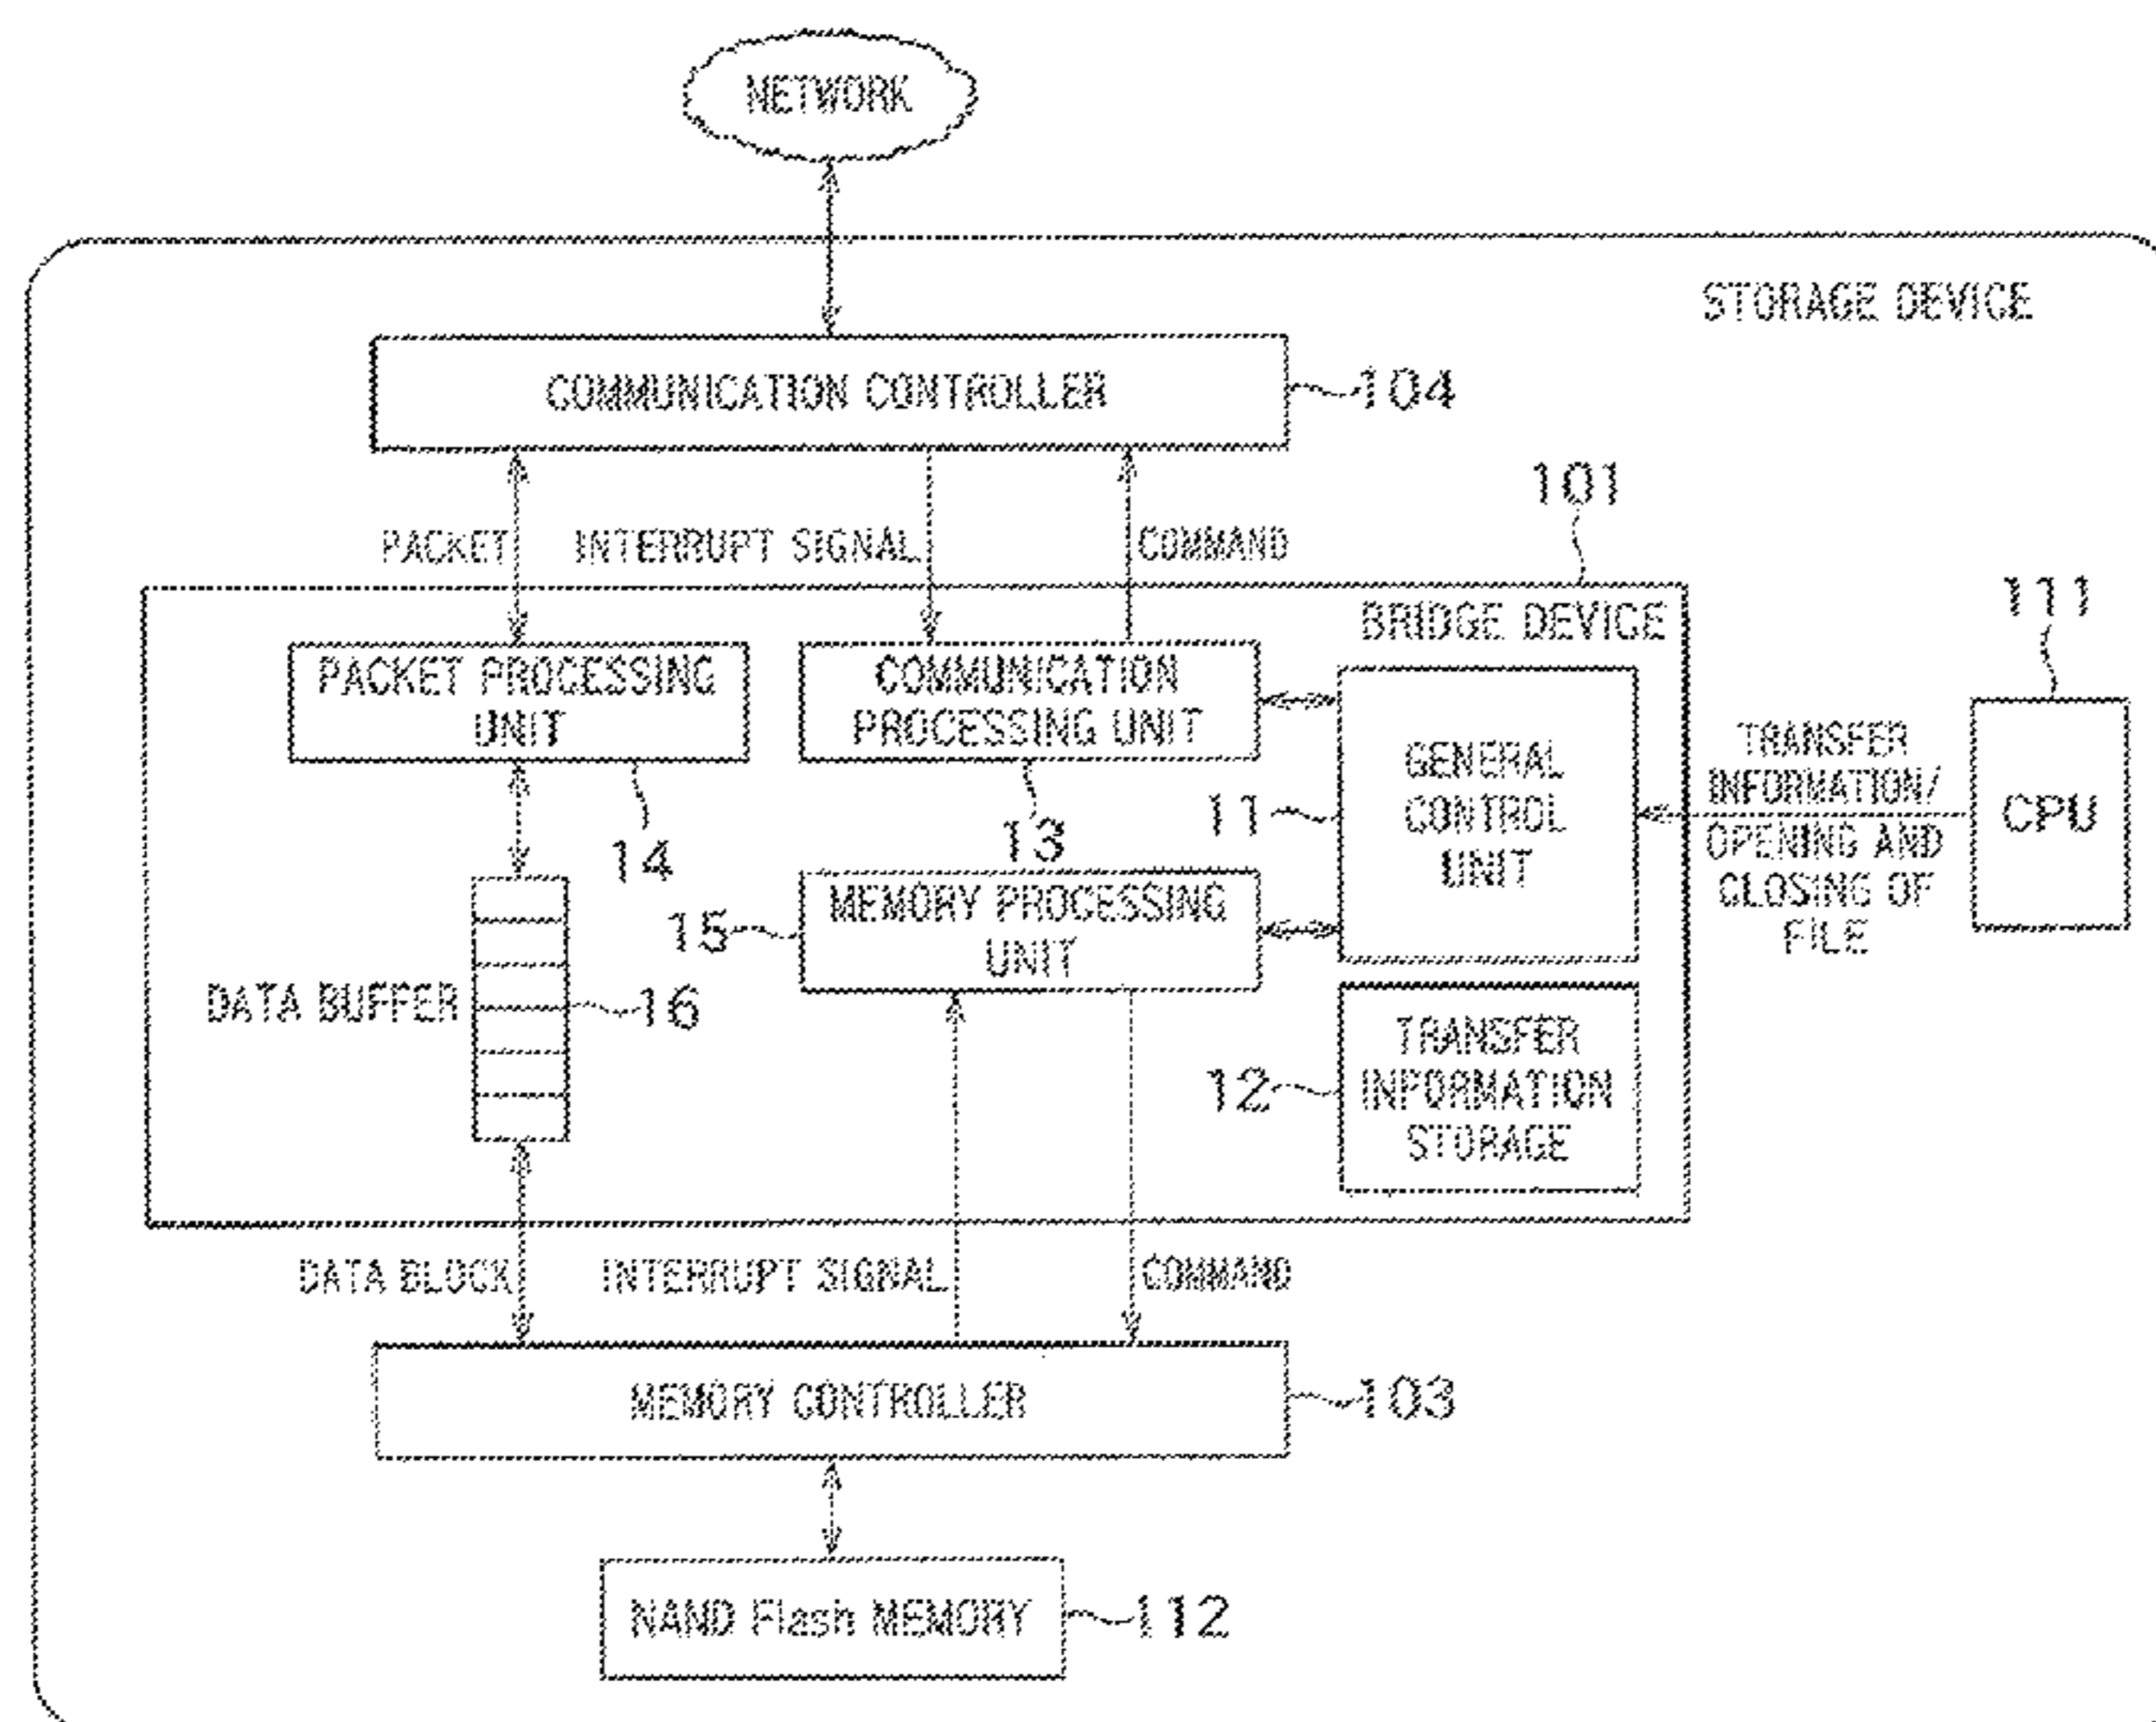 NETWORK
STORAGE DEVICE
COMMUNICATION CONTROLLER
104
101
PACKET
INTERRUPT SIGNAL
COMMAND
BRIDGE DEVICE
111
PACKET PROCESSING
UNIT
14
COMMUNICATION
PROCESSING UNIT
13
11
GENERAL
CONTROL
UNIT
TRANSFER
INFORMATION/
OPENING AND
CLOSING OF
FILE
CPU
15
MEMORY PROCESSING
UNIT
DATA BUFFER
16
12
TRANSFER
INFORMATION
STORAGE
DATA BLOCK
INTERRUPT SIGNAL
COMMAND
MEMORY CONTROLLER
103
NAND Flash MEMORY
112